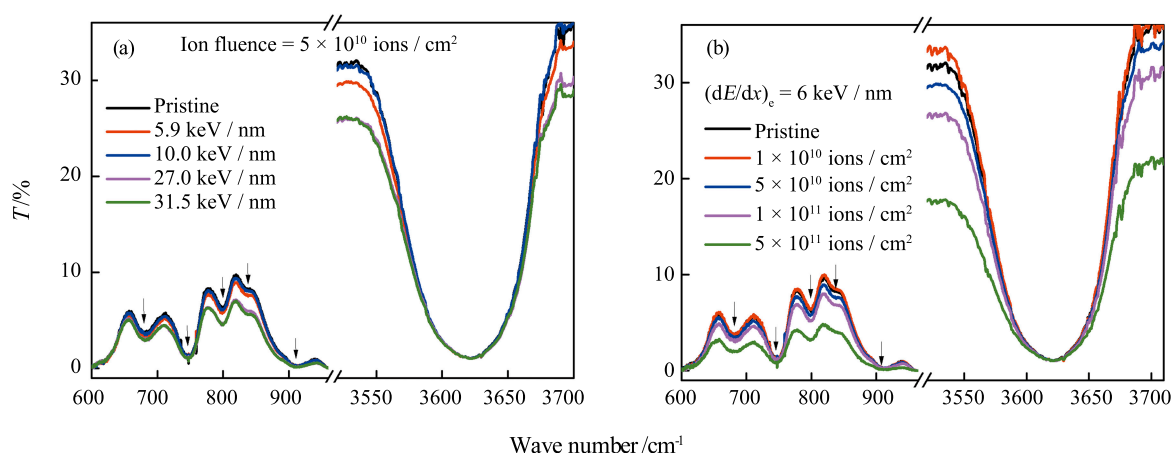 (a)
Ion fluence = 5 × 10¹⁰ ions / cm²
Pristine
5.9 keV / nm
10.0 keV / nm
27.0 keV / nm
31.5 keV / nm
30
20
10
0
600 700 800 900 3550 3600 3650 3700
T/%
(b)
(dE/dx)ₑ = 6 keV / nm
Pristine
1 × 10¹⁰ ions / cm²
5 × 10¹⁰ ions / cm²
1 × 10¹¹ ions / cm²
5 × 10¹¹ ions / cm²
30
20
10
0
600 700 800 900 3550 3600 3650 3700
Wave number /cm⁻¹